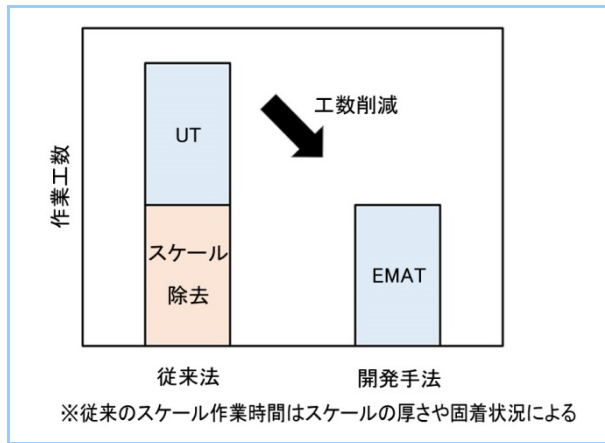 作業工数
UT
工数削減
スケール
除去
EMAT
従来法
開発手法
※従来のスケール作業時間はスケールの厚さや固着状況による